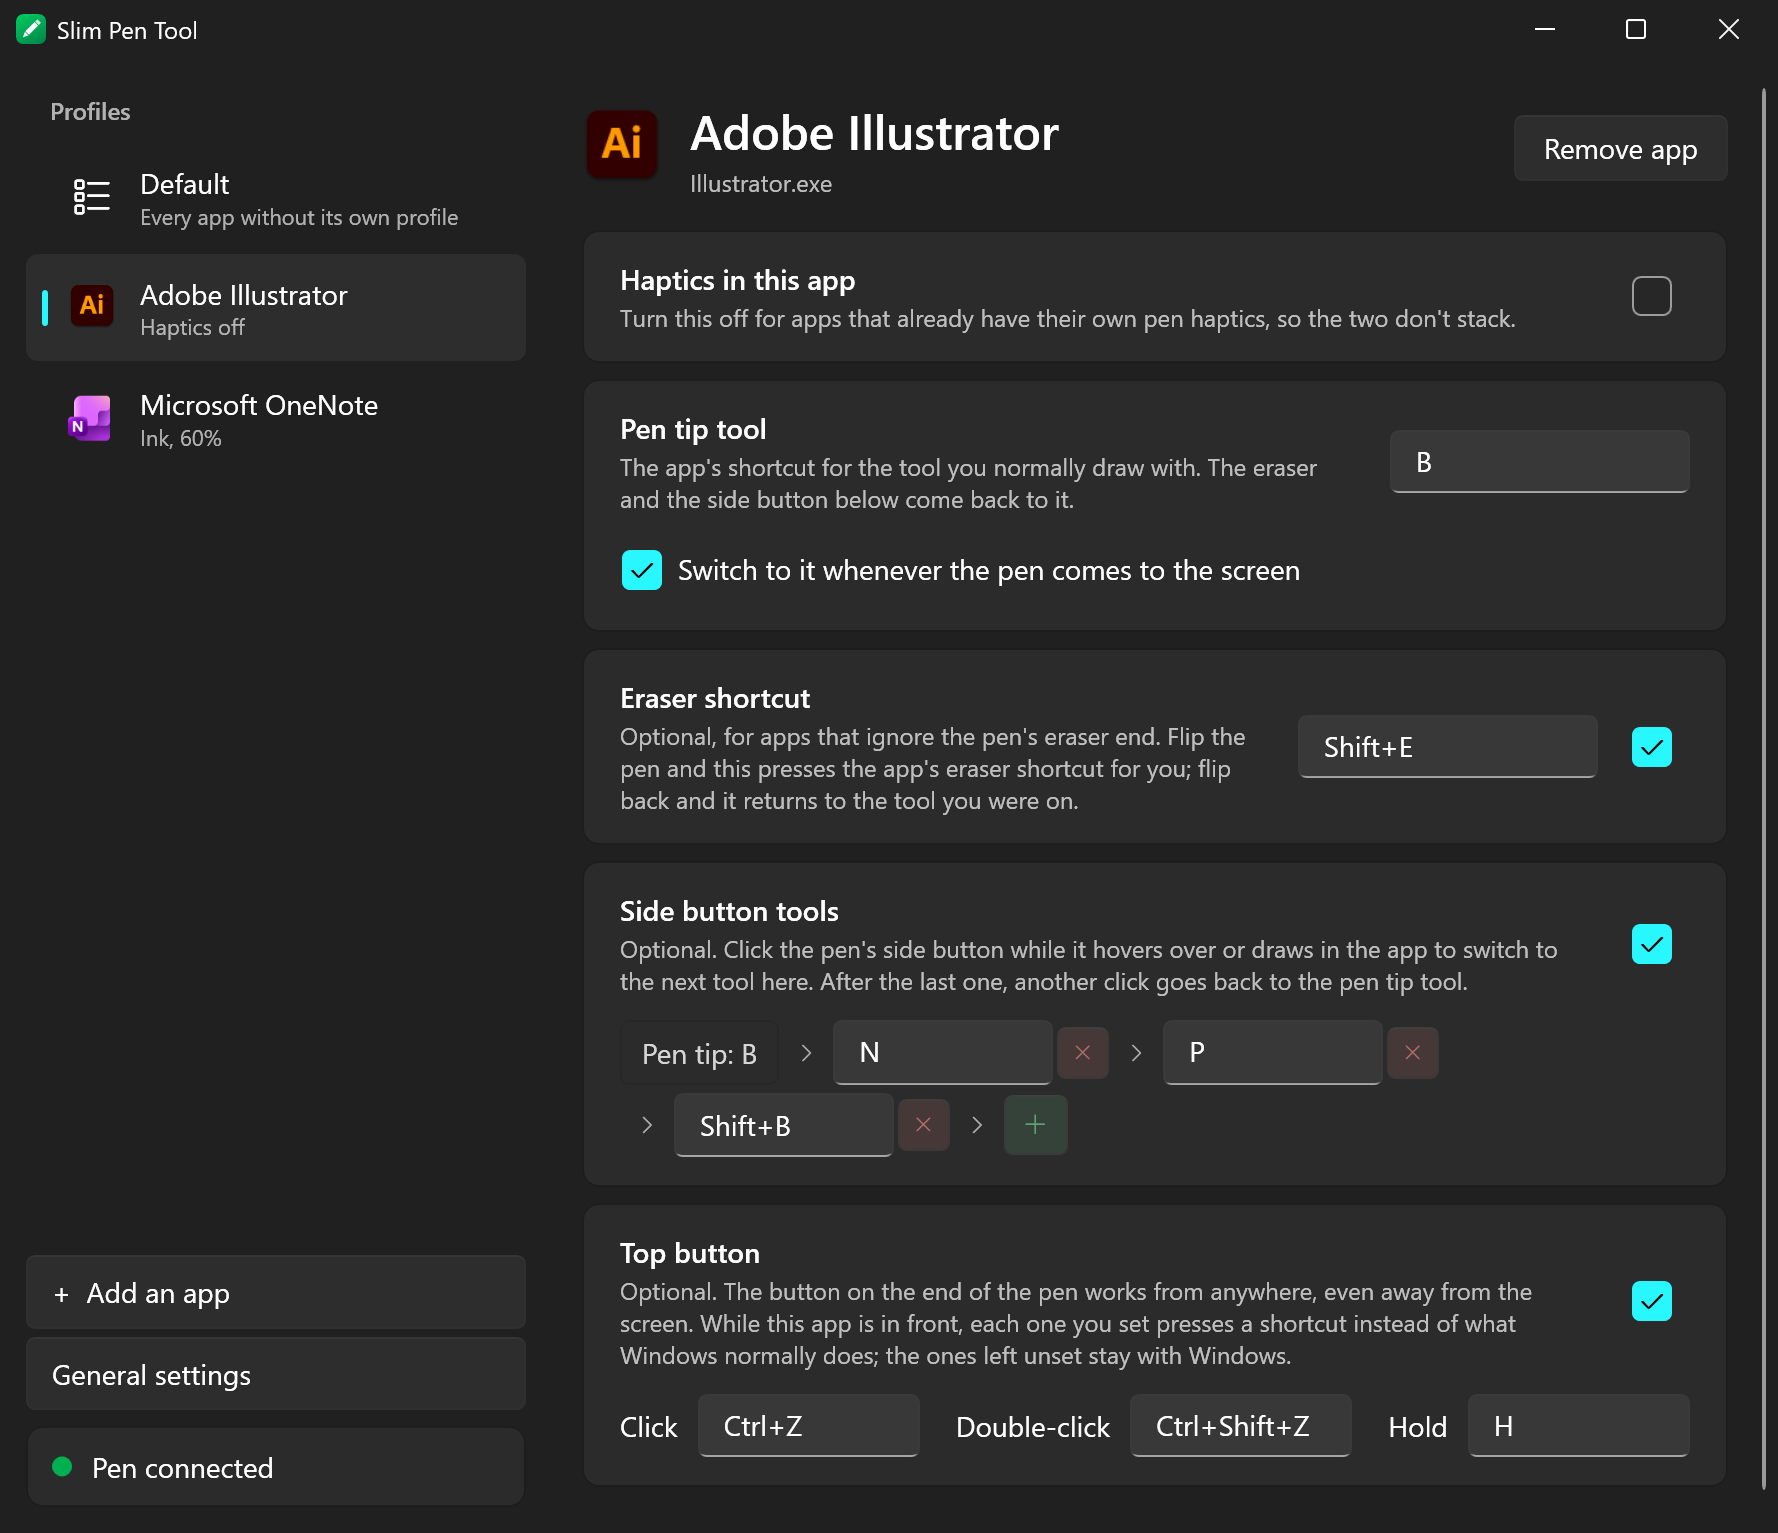 Slim Pen Tool
Profiles
Default
Every app without its own profile
Ai
Adobe Illustrator
Haptics off
N
Microsoft OneNote
Ink, 60%
+ Add an app
General settings
Pen connected
Ai
Adobe Illustrator
Illustrator.exe
Remove app
Haptics in this app
Turn this off for apps that already have their own pen haptics, so the two don't stack.
Pen tip tool
The app's shortcut for the tool you normally draw with. The eraser
and the side button below come back to it.
B
Switch to it whenever the pen comes to the screen
Eraser shortcut
Optional, for apps that ignore the pen's eraser end. Flip the
pen and this presses the app's eraser shortcut for you; flip
back and it returns to the tool you were on.
Shift+E
Side button tools
Optional. Click the pen's side button while it hovers over or draws in the app to switch to
the next tool here. After the last one, another click goes back to the pen tip tool.
Pen tip: B > N × > P ×
> Shift+B × > +
Top button
Optional. The button on the end of the pen works from anywhere, even away from the
screen. While this app is in front, each one you set presses a shortcut instead of what
Windows normally does; the ones left unset stay with Windows.
Click Ctrl+Z Double-click Ctrl+Shift+Z Hold H